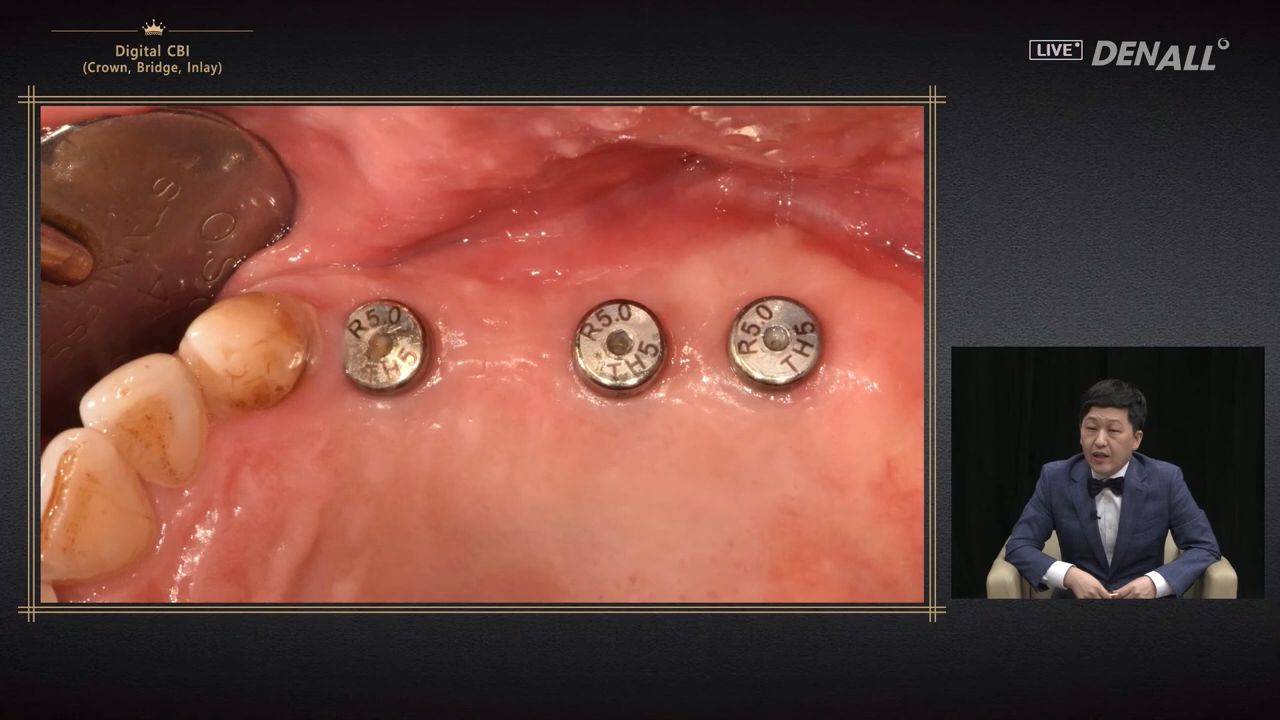 Digital CBI
(Crown, Bridge, Inlay)
LIVE
DENALL
R5.0
TH5
R5.0
TH5
R5.0
TH5